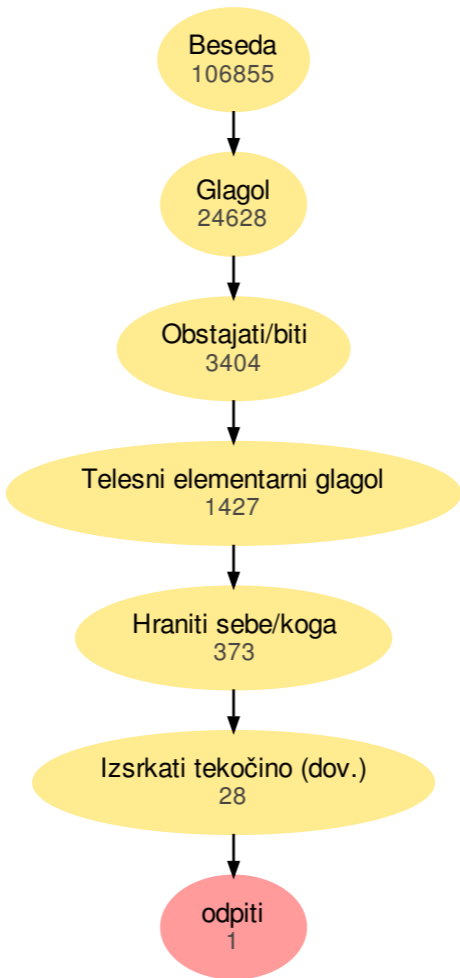 Beseda
106855
Glagol
24628
Obstajati/biti
3404
Telesni elementarni glagol
1427
Hraniti sebe/koga
373
Izsrkati tekočino (dov.)
28
odpiti
1